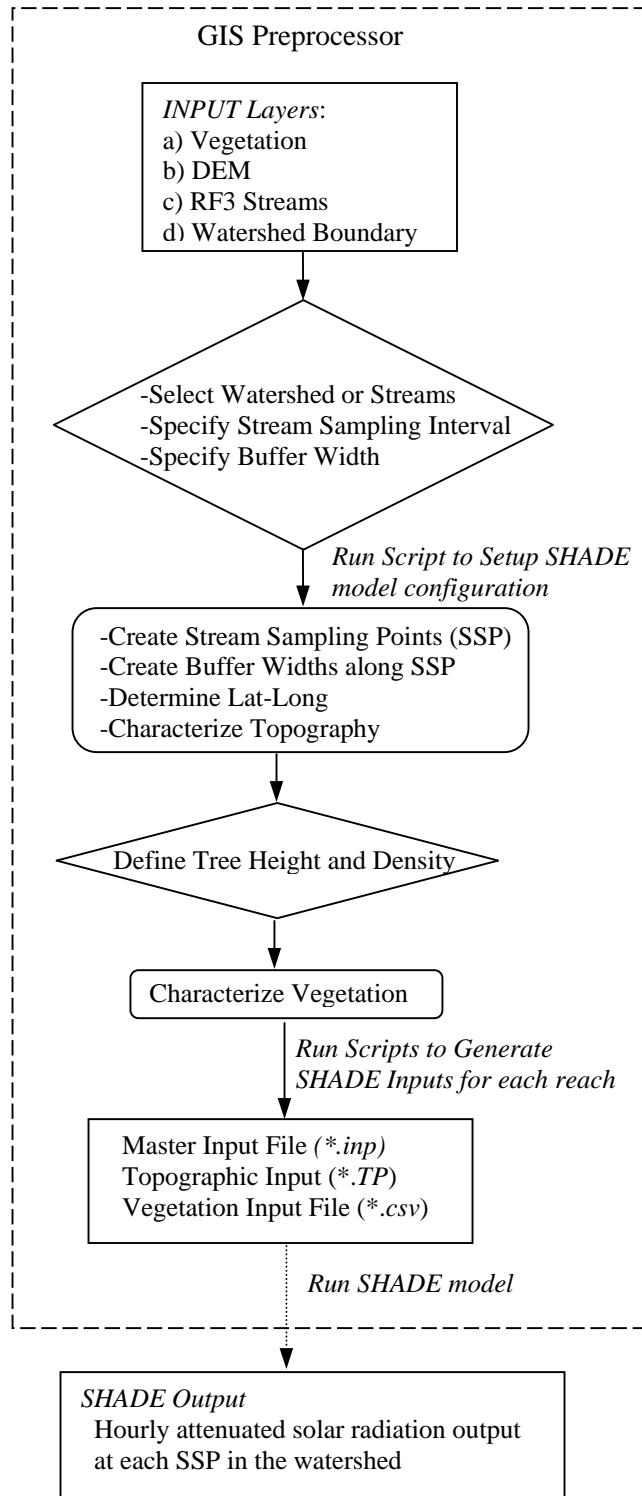 GIS Preprocessor
INPUT Layers:
a) Vegetation
b) DEM
c) RF3 Streams
d) Watershed Boundary
-Select Watershed or Streams
-Specify Stream Sampling Interval
-Specify Buffer Width
Run Script to Setup SHADE
model configuration
-Create Stream Sampling Points (SSP)
-Create Buffer Widths along SSP
-Determine Lat-Long
-Characterize Topography
Define Tree Height and Density
Characterize Vegetation
Run Scripts to Generate
SHADE Inputs for each reach
Master Input File (*.inp)
Topographic Input (*.TP)
Vegetation Input File (*.csv)
Run SHADE model
SHADE Output
Hourly attenuated solar radiation output
at each SSP in the watershed